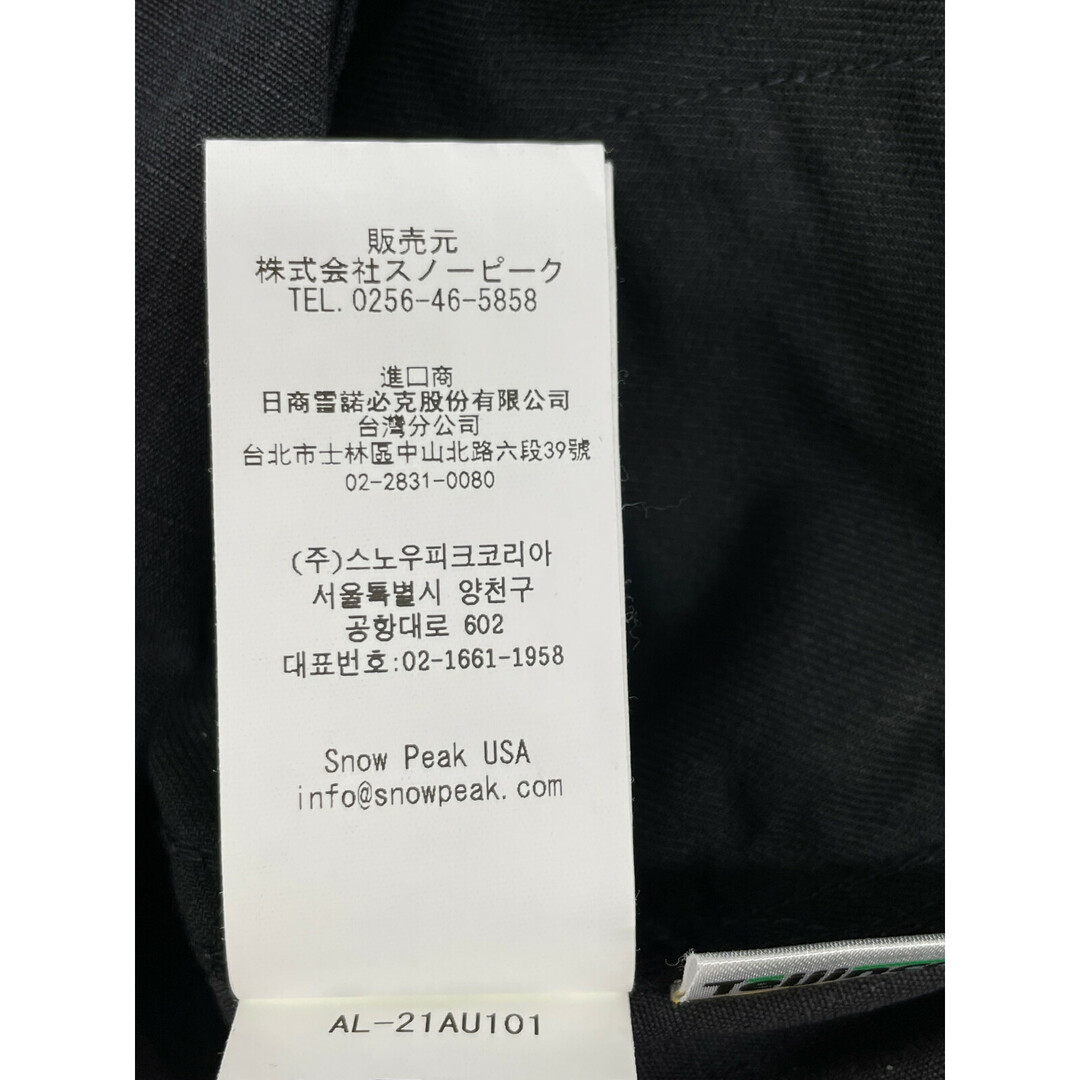 販売元
株式会社スノーピーク
TEL. 0256-46-5858
進口商
日商雪諾必克股份有限公司
台灣分公司
台北市士林區中山北路六段39號
02-2831-0080
(주)스노우피크코리아
서울특별시 양천구
공항대로 602
대표번호:02-1661-1958
Snow Peak USA
info@snowpeak.com
AL-21AU101